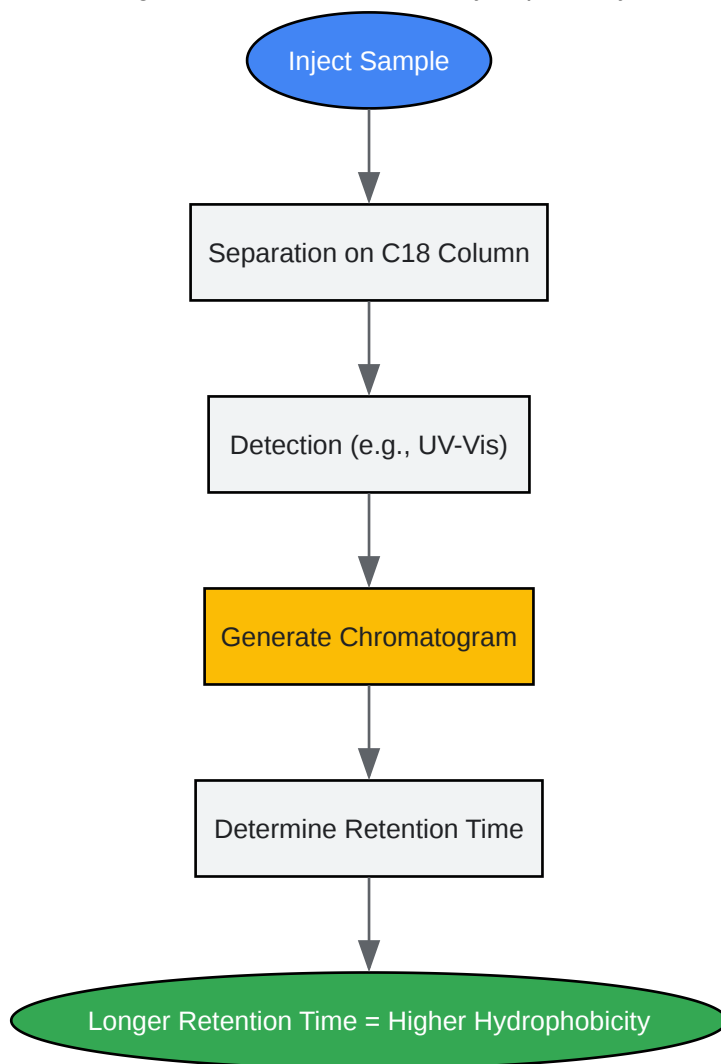 Inject Sample
Separation on C18 Column
Detection (e.g., UV-Vis)
Generate Chromatogram
Determine Retention Time
Longer Retention Time = Higher Hydrophobicity